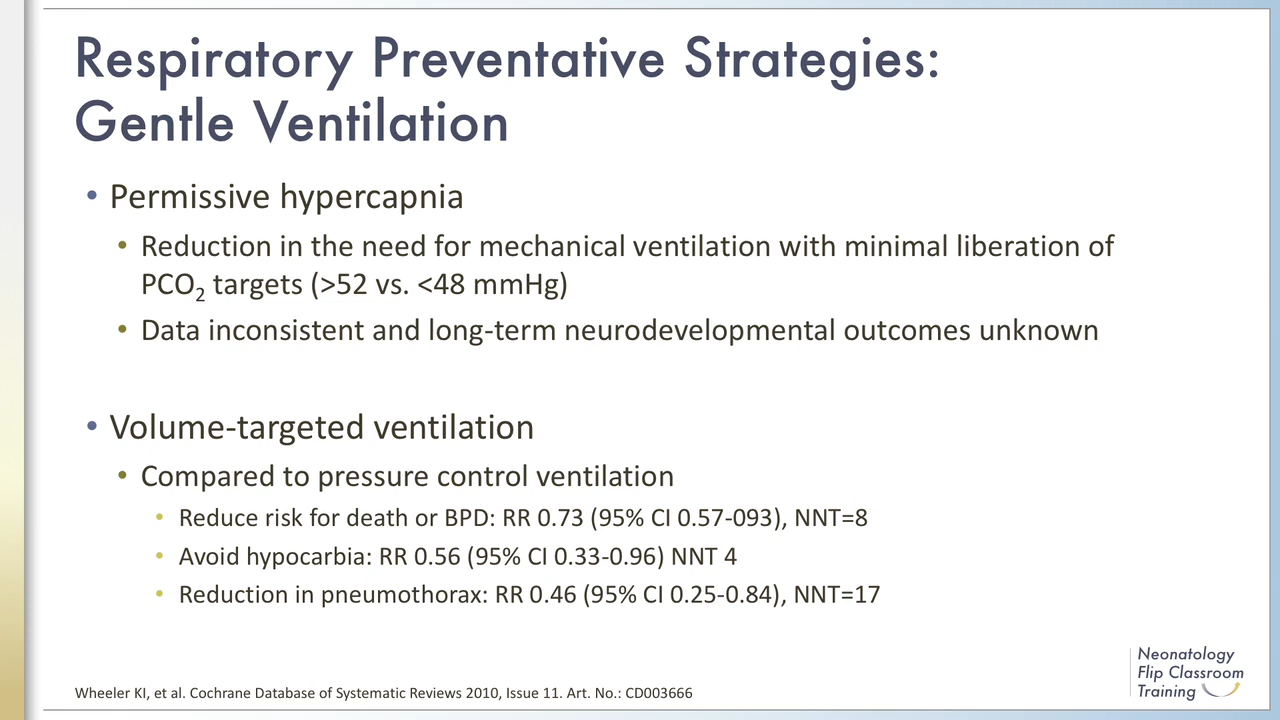 Respiratory Preventative Strategies:
Gentle Ventilation
• Permissive hypercapnia
• Reduction in the need for mechanical ventilation with minimal liberation of
PCO₂ targets (>52 vs. <48 mmHg)
• Data inconsistent and long-term neurodevelopmental outcomes unknown
• Volume-targeted ventilation
• Compared to pressure control ventilation
• Reduce risk for death or BPD: RR 0.73 (95% CI 0.57-093), NNT=8
• Avoid hypocarbia: RR 0.56 (95% CI 0.33-0.96) NNT 4
• Reduction in pneumothorax: RR 0.46 (95% CI 0.25-0.84), NNT=17
Neonatology
Flip Classroom
Training
Wheeler KI, et al. Cochrane Database of Systematic Reviews 2010, Issue 11. Art. No.: CD003666